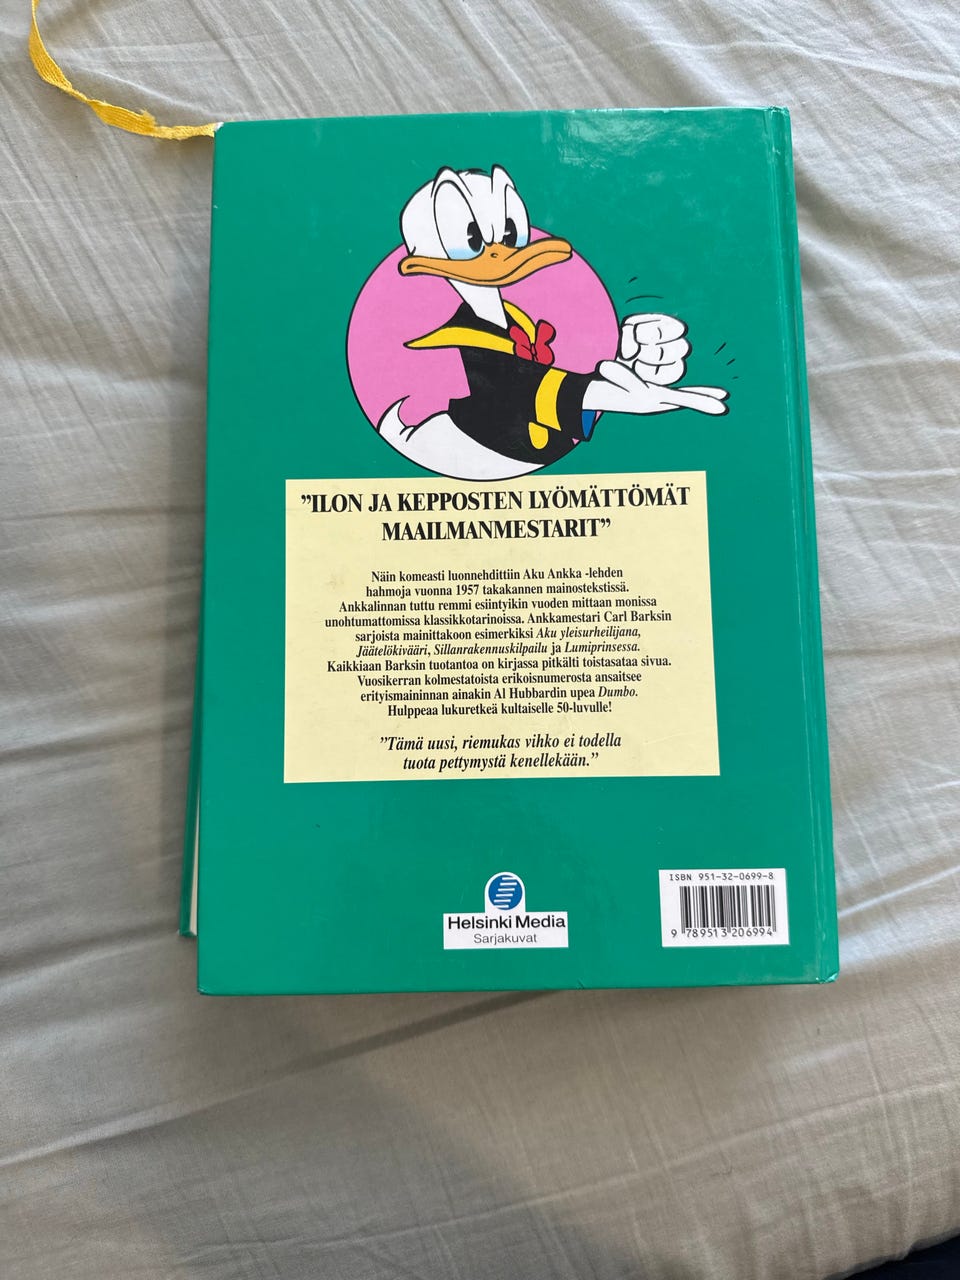 ”ILON JA KEPPOSTEN LYÖMÄTTÖMÄT
MAAILMANMESTARIT”
Näin komeasti luonnehdittiin Aku Ankka -lehden
hahmoja vuonna 1957 takakannen mainostekstissä.
Ankkalinnan tuttu remmi esiintyikin vuoden mittaan monissa
unohtumattomissa klassikkotarinoissa. Ankkamestari Carl Barksin
sarjoista mainittakoon esimerkiksi Aku yleisurheilijana,
Jäätelökivääri, Sillanrakennuskilpailu ja Lumiprinsessa.
Kaikkiaan Barksin tuotantoa on kirjassa pitkälti toistasataa sivua.
Vuosikerran kolmestatoista erikoisnumerosta ansaitsee
erityismaininnan ainakin Al Hubbardin upea Dumbo.
Hulppeaa lukuretkeä kultaiselle 50-luvulle!
”Tämä uusi, riemukas vihko ei todella
tuota pettymystä kenellekään.”
Helsinki Media
Sarjakuvat
ISBN 951-32-0699-8
9 789513 206994